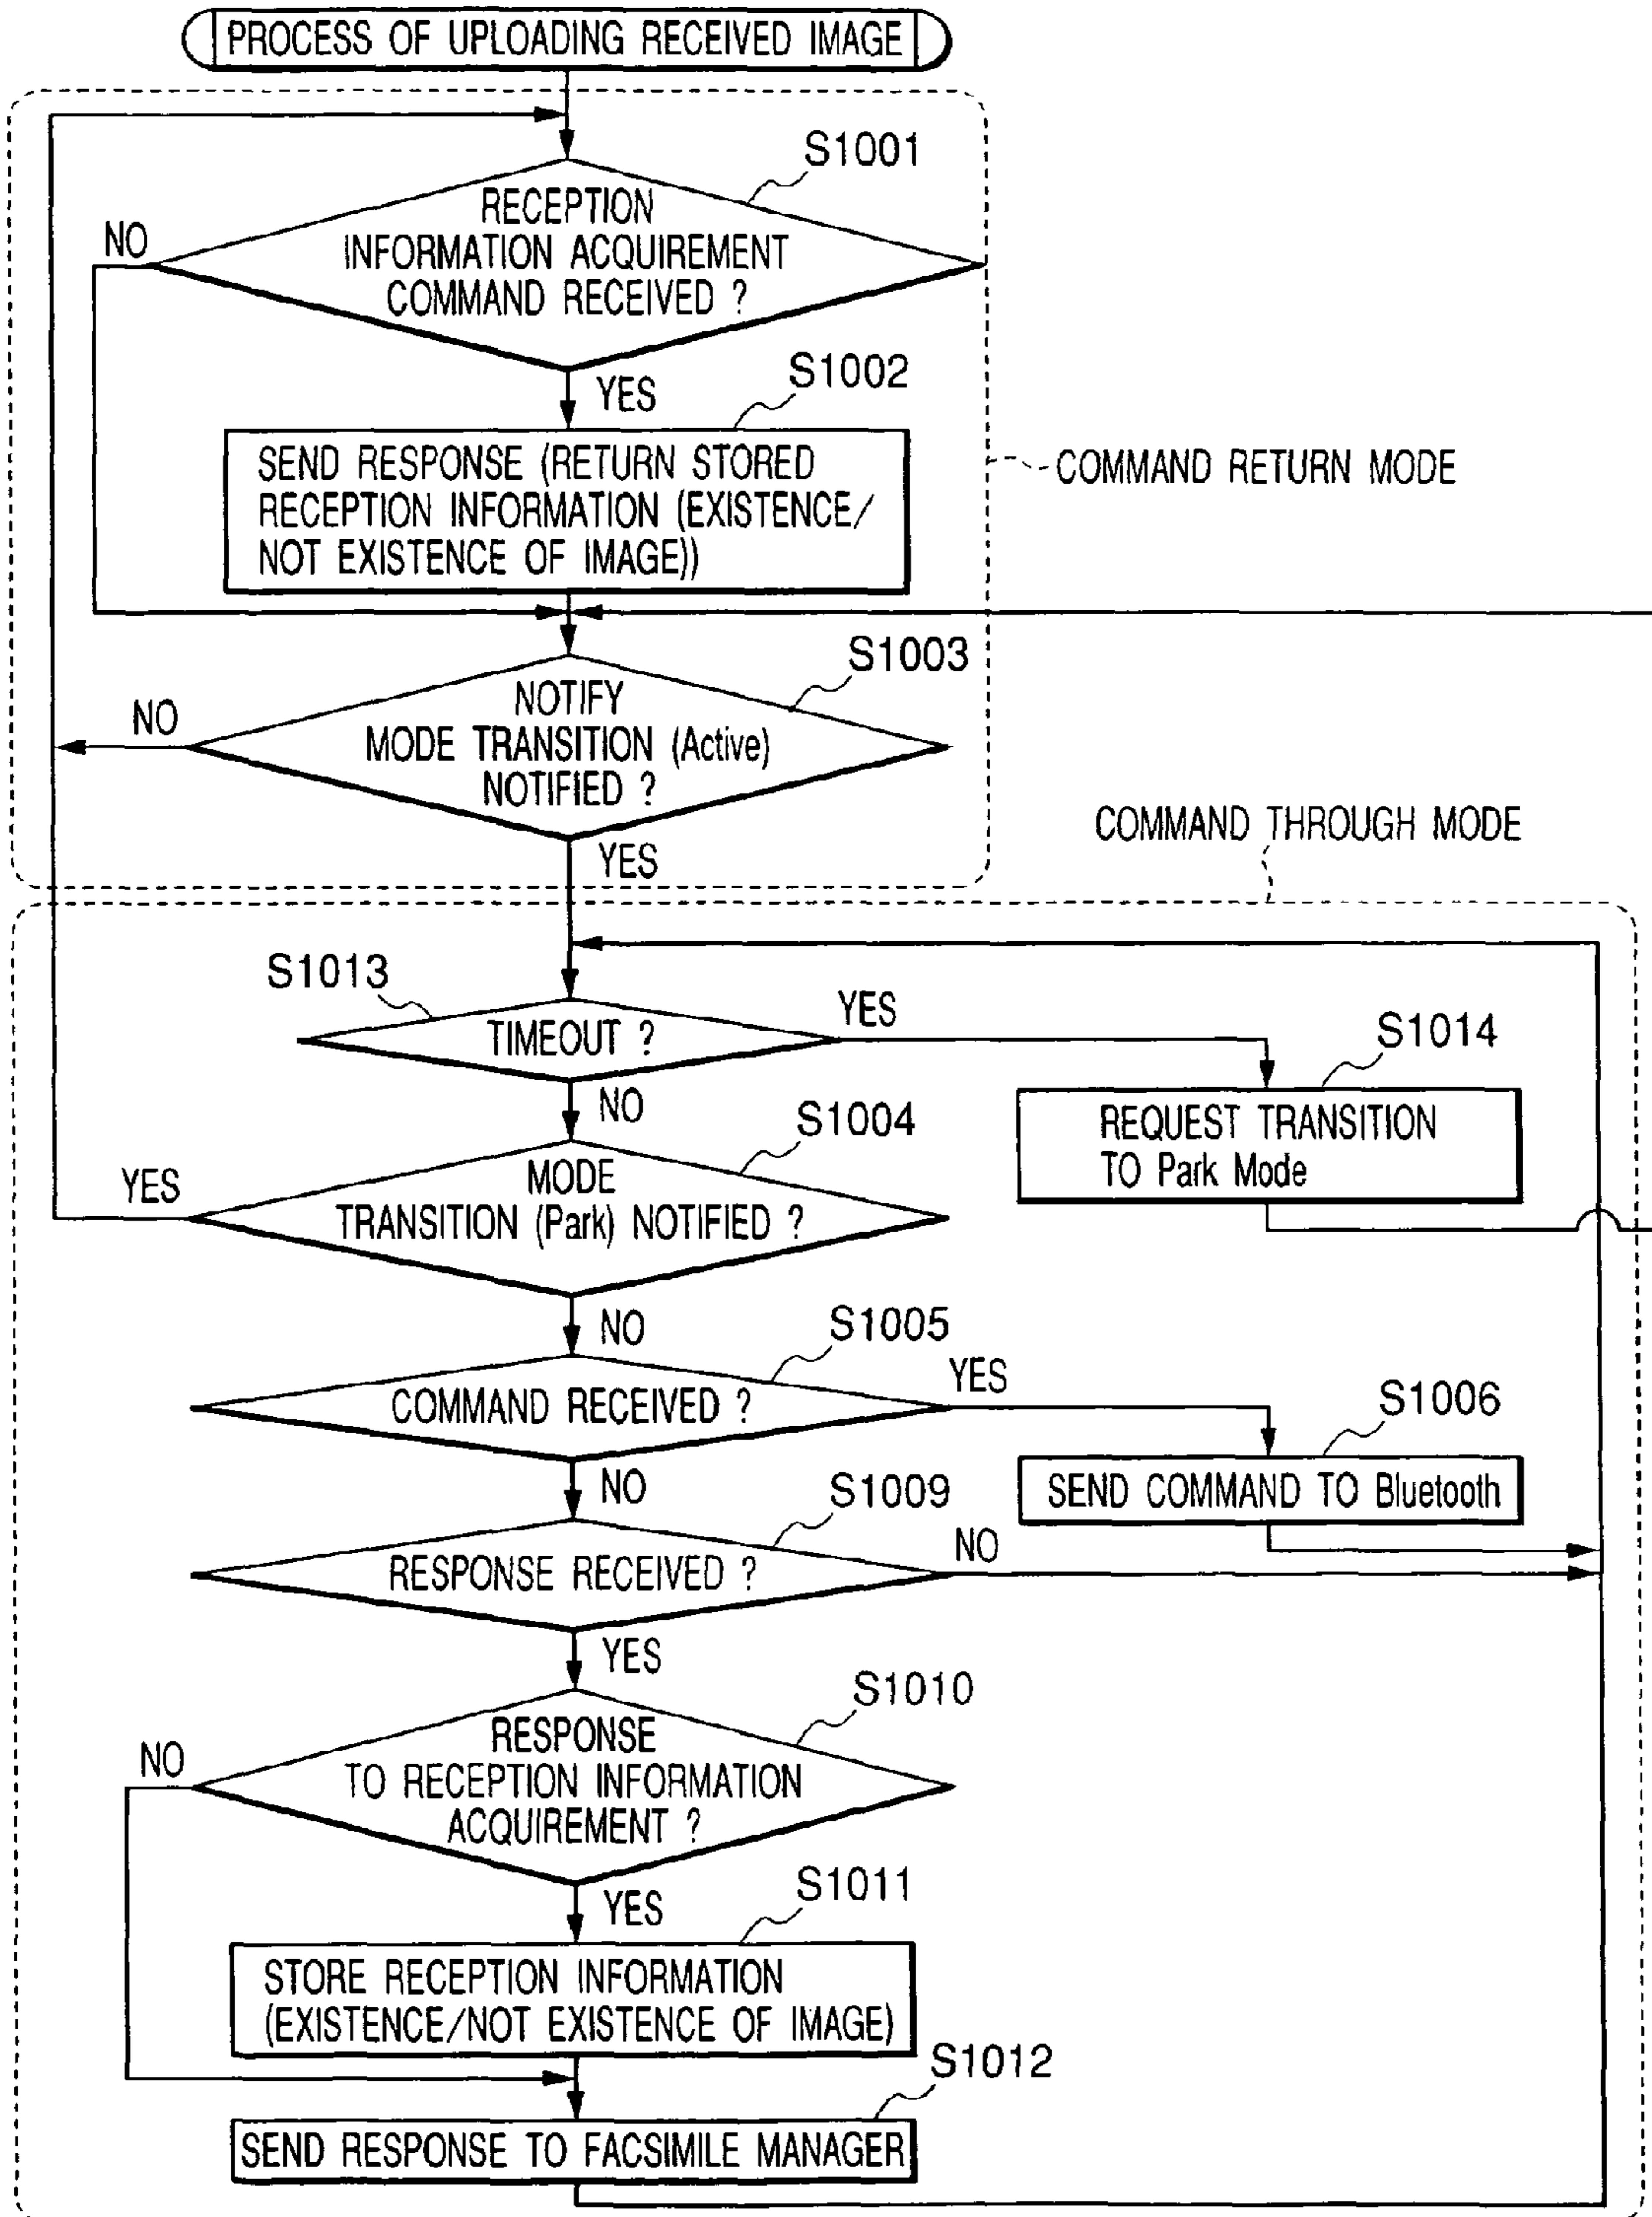 PROCESS OF UPLOADING RECEIVED IMAGE
S1001
RECEPTION
INFORMATION ACQUIREMENT
COMMAND RECEIVED ?
NO
YES
S1002
SEND RESPONSE (RETURN STORED
RECEPTION INFORMATION (EXISTENCE/
NOT EXISTENCE OF IMAGE))
COMMAND RETURN MODE
S1003
NOTIFY
MODE TRANSITION (Active)
NOTIFIED ?
NO
YES
COMMAND THROUGH MODE
S1013
TIMEOUT ?
YES
NO
S1014
REQUEST TRANSITION
TO Park Mode
S1004
MODE
TRANSITION (Park) NOTIFIED ?
YES
NO
S1005
COMMAND RECEIVED ?
YES
NO
S1006
SEND COMMAND TO Bluetooth
S1009
RESPONSE RECEIVED ?
NO
YES
S1010
RESPONSE
TO RECEPTION INFORMATION
ACQUIREMENT ?
NO
YES
S1011
STORE RECEPTION INFORMATION
(EXISTENCE/NOT EXISTENCE OF IMAGE)
S1012
SEND RESPONSE TO FACSIMILE MANAGER